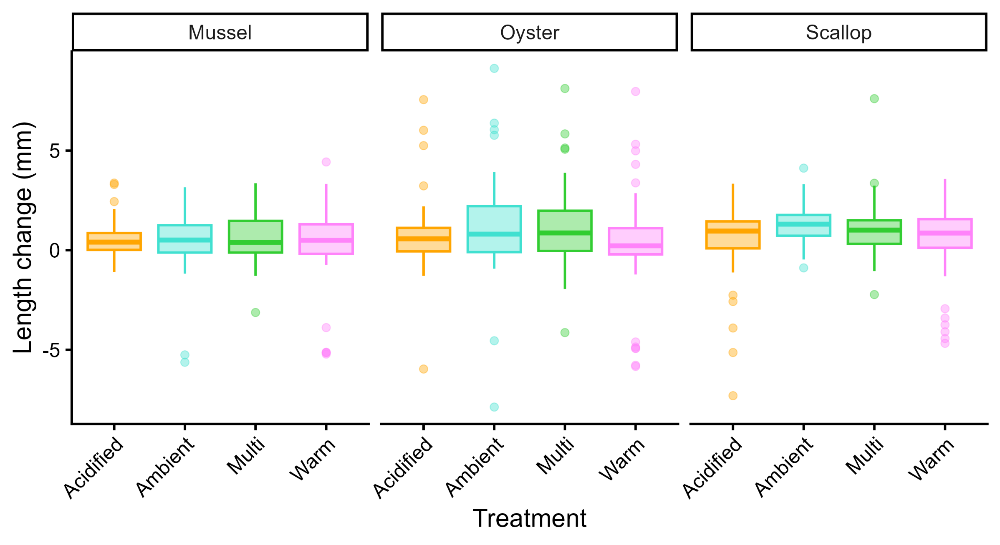 Mussel Oyster Scallop
Length change (mm)
5
0
-5
Acidified Ambient Multi Warm Acidified Ambient Multi Warm Acidified Ambient Multi Warm
Treatment